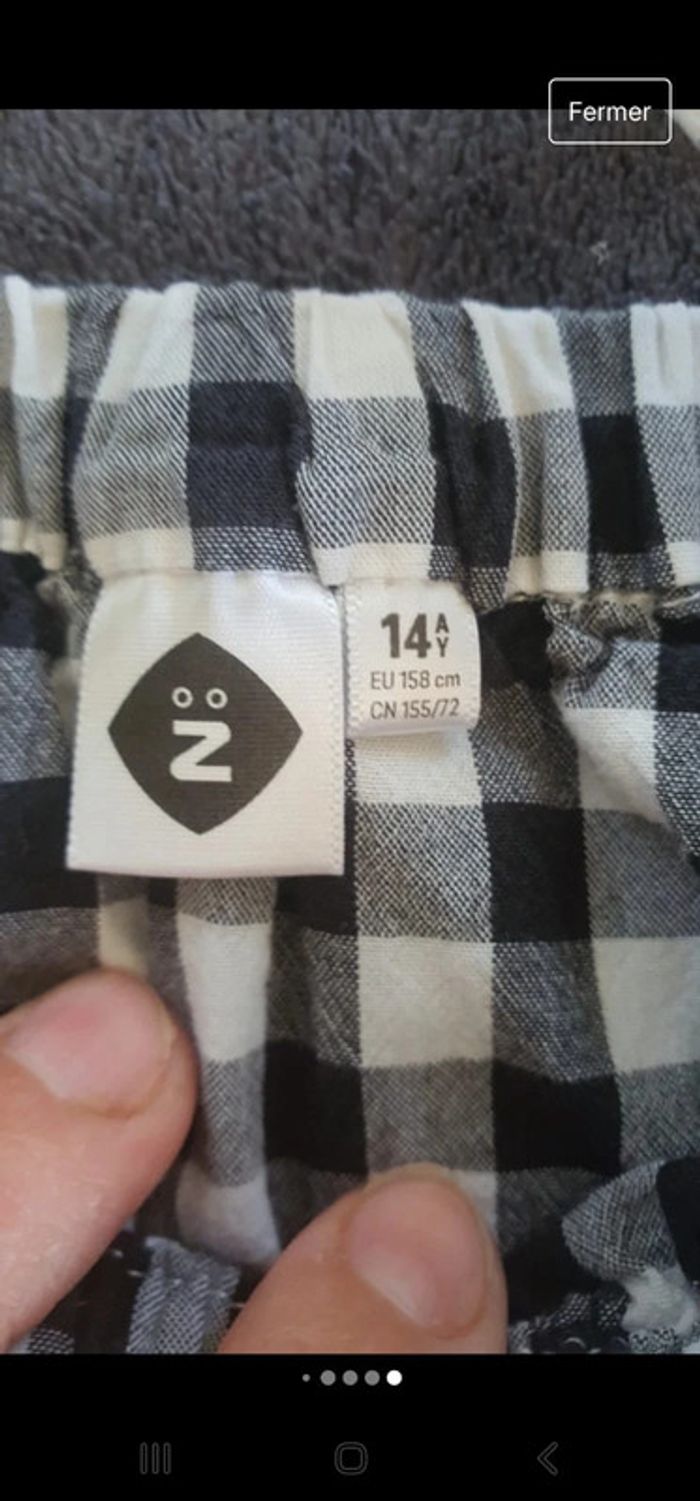 Fermer
14 A
Y
EU 158 cm
CN 155/72
Z